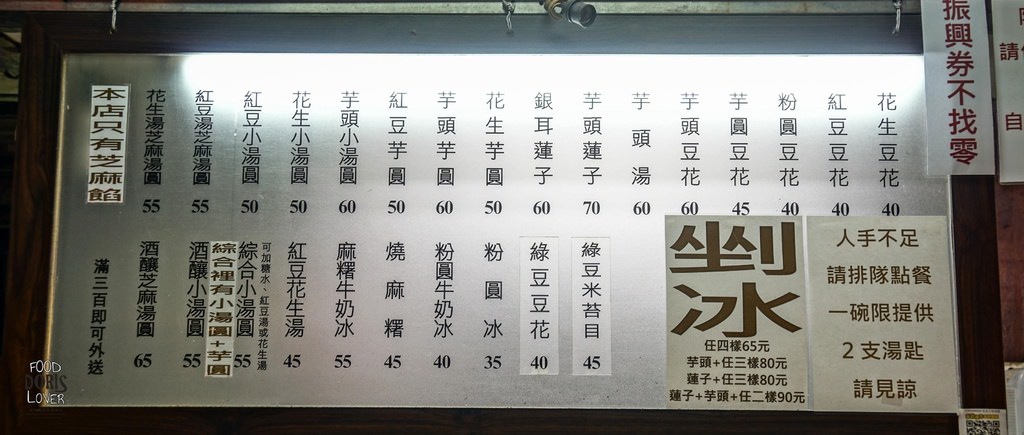 花生豆花 40
紅豆豆花 40
粉圓豆花 40
芋圓豆花 45
芋頭豆花 60
芋頭湯 60
芋頭蓮子 70
銀耳蓮子 60
花生芋圓 50
芋頭芋圓 60
紅豆芋圓 50
芋頭小湯圓 60
花生小湯圓 50
紅豆小湯圓 50
紅豆湯芝麻湯圓 55
花生湯芝麻湯圓 55
本店只有芝麻餡
綠豆米苔目 45
綠豆豆花 40
粉圓冰 35
粉圓牛奶冰 40
燒麻糬 45
麻糬牛奶冰 55
紅豆花生湯 45
可加糖水、紅豆湯或花生湯
綜合小湯圓 55
綜合裡有小湯圓+芋圓
酒釀小湯圓 55
酒釀芝麻湯圓 65
滿三百即可外送
剉冰
任四樣65元
芋頭+任三樣80元
蓮子+任三樣80元
蓮子+芋頭+任二樣90元
人手不足
請排隊點餐
一碗限提供
2支湯匙
請見諒
振興券不找零
請
自
FOOD
DORIS
LOVER